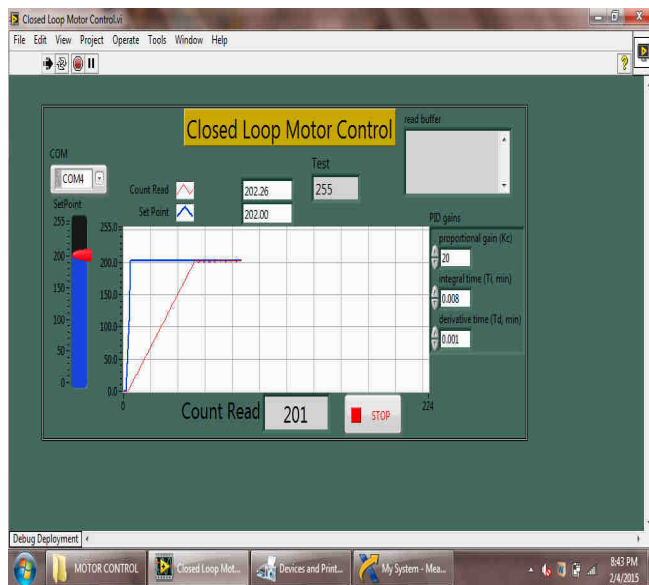 Closed Loop Motor Control.vi
File Edit View Project Operate Tools Window Help
Closed Loop Motor Control
read buffer
COM
COM4
Test
255
Count Read 202.26
Set Point 202.00
SetPoint
255
200
150
100
50
0
255.0
200.0
150.0
100.0
50.0
0.0
0
224
PID gains
proportional gain (Kc)
20
integral time (Ti, min)
0.008
derivative time (Td, min)
0.001
Count Read 201
STOP
Debug Deployment
MOTOR CONTROL
Closed Loop Mot...
Devices and Print...
My System - Mea...
8:43 PM
2/4/2015